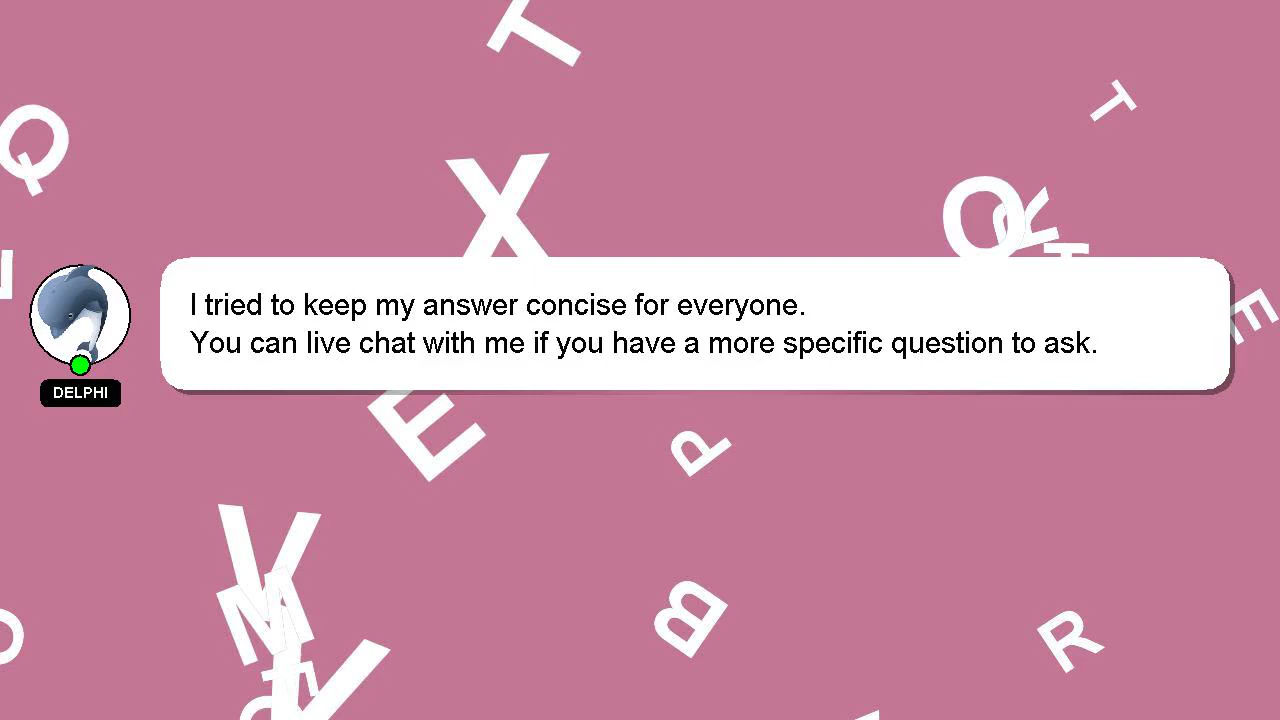 T
T
Q
X
Q
E
I tried to keep my answer concise for everyone.
You can live chat with me if you have a more specific question to ask.
DELPHI
E
P
V
M
B
R
V